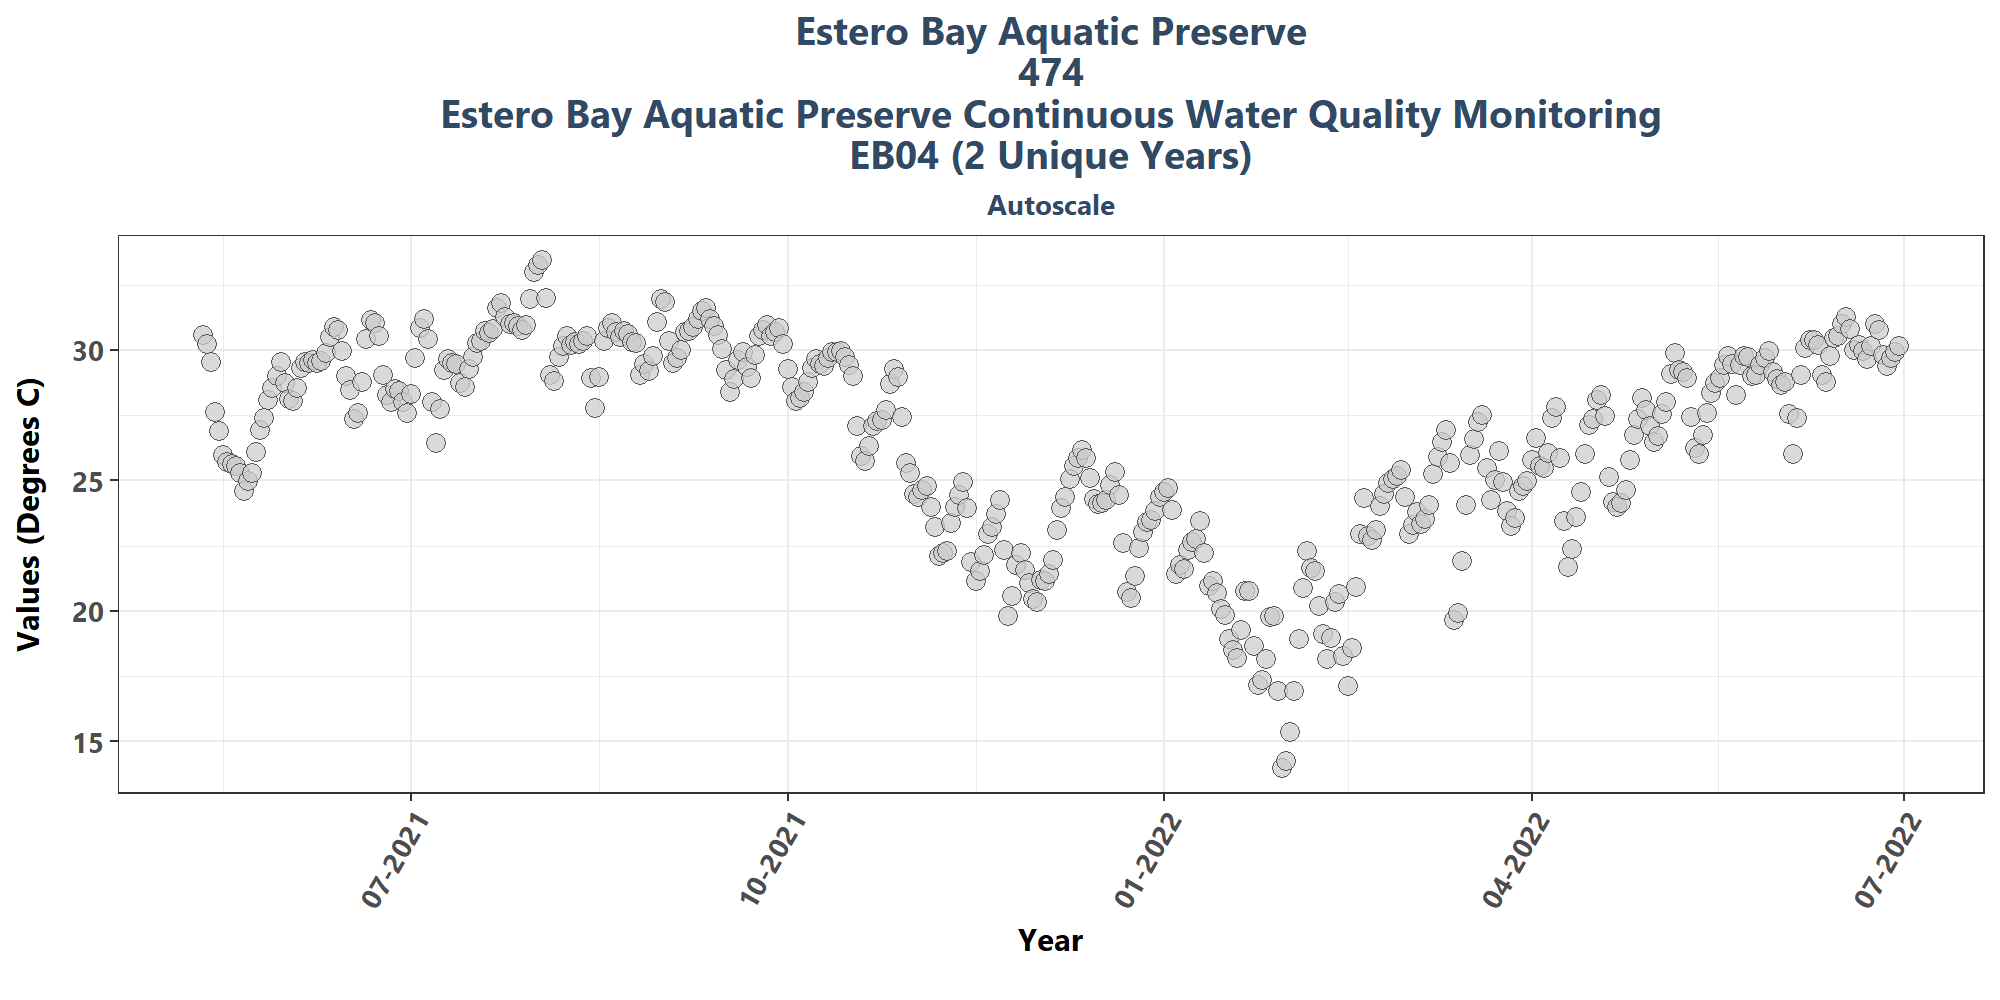 Estero Bay Aquatic Preserve
474
Estero Bay Aquatic Preserve Continuous Water Quality Monitoring
EB04 (2 Unique Years)
Autoscale
Values (Degrees C)
30
25
20
15
07-2021
10-2021
01-2022
04-2022
07-2022
Year